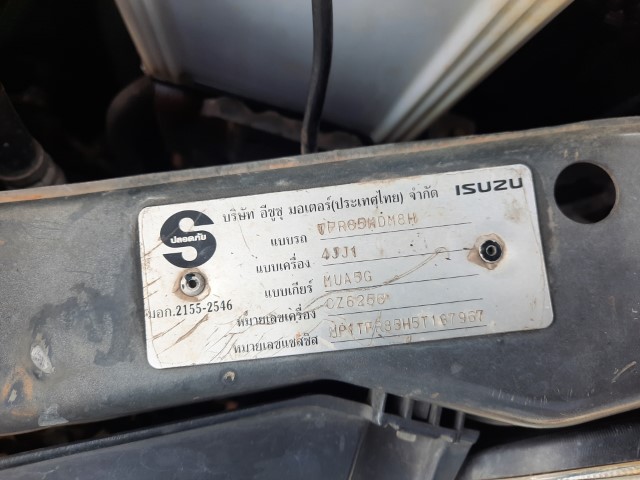 บริษัท อีซูซุ มอเตอร์(ประเทศไทย) จำกัด ISUZU
ปลอดภัย
แบบรถ
แบบเครื่อง 4JJ1
แบบเกียร์ MUA5G
มอก.2155-2546
หมายเลขเครื่อง
หมายเลขแชสซีส